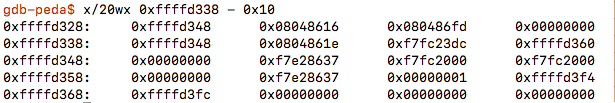 gdb-peda$ x/20wx 0xffffd338 - 0x10
0xffffd328: 0xffffd348 0x08048616 0x080486fd 0x00000000
0xffffd338: 0xffffd348 0x0804861e 0xf7fc23dc 0xffffd360
0xffffd348: 0x00000000 0xf7e28637 0xf7fc2000 0xf7fc2000
0xffffd358: 0x00000000 0xf7e28637 0x00000001 0xffffd3f4
0xffffd368: 0xffffd3fc 0x00000000 0x00000000 0x00000000